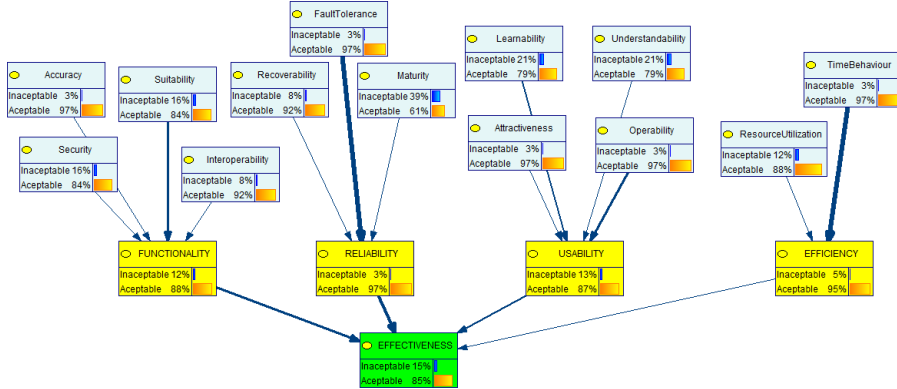 FaultTolerance
Inaceptable 3%
Aceptable 97%
Learnability
Inaceptable 21%
Aceptable 79%
Understandability
Inaceptable 21%
Aceptable 79%
TimeBehaviour
Inaceptable 3%
Aceptable 97%
Accuracy
Inaceptable 3%
Aceptable 97%
Suitability
Inaceptable 16%
Aceptable 84%
Recoverability
Inaceptable 8%
Aceptable 92%
Maturity
Inaceptable 39%
Aceptable 61%
Attractiveness
Inaceptable 3%
Aceptable 97%
Operability
Inaceptable 3%
Aceptable 97%
ResourceUtilization
Inaceptable 12%
Aceptable 88%
Security
Inaceptable 16%
Aceptable 84%
Interoperability
Inaceptable 8%
Aceptable 92%
FUNCTIONALITY
Inaceptable 12%
Aceptable 88%
RELIABILITY
Inaceptable 3%
Aceptable 97%
USABILITY
Inaceptable 13%
Aceptable 87%
EFFICIENCY
Inaceptable 5%
Aceptable 95%
EFFECTIVENESS
Inaceptable 15%
Aceptable 85%